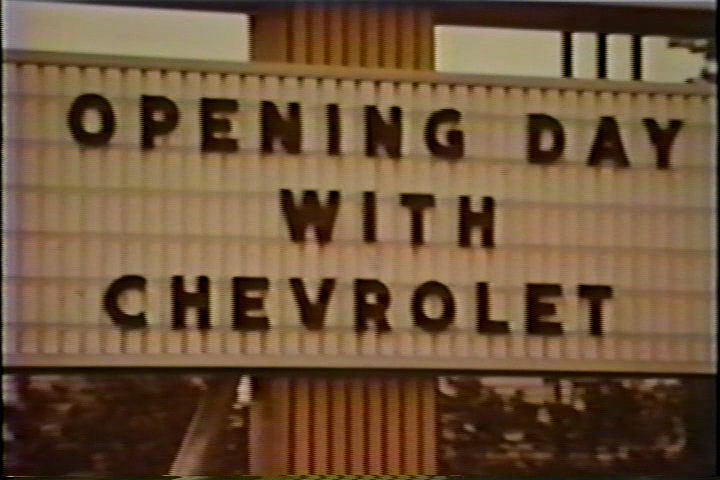 OPENING DAY
WITH
CHEVROLET